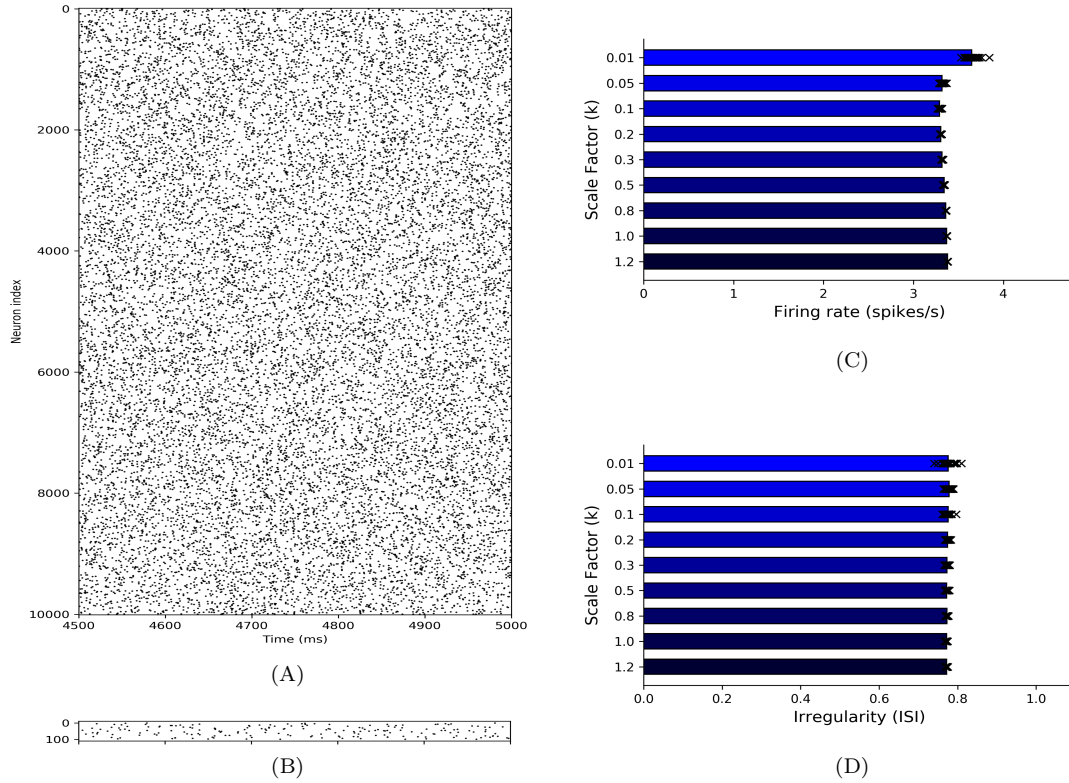 0
2000
4000
6000
8000
10000
Neuron index
4500 4600 4700 4800 4900 5000
Time (ms)
(A)
0
100
(B)
Scale Factor (k)
0.01
0.05
0.1
0.2
0.3
0.5
0.8
1.0
1.2
0 1 2 3 4
Firing rate (spikes/s)
(C)
Scale Factor (k)
0.01
0.05
0.1
0.2
0.3
0.5
0.8
1.0
1.2
0.0 0.2 0.4 0.6 0.8 1.0
Irregularity (ISI)
(D)